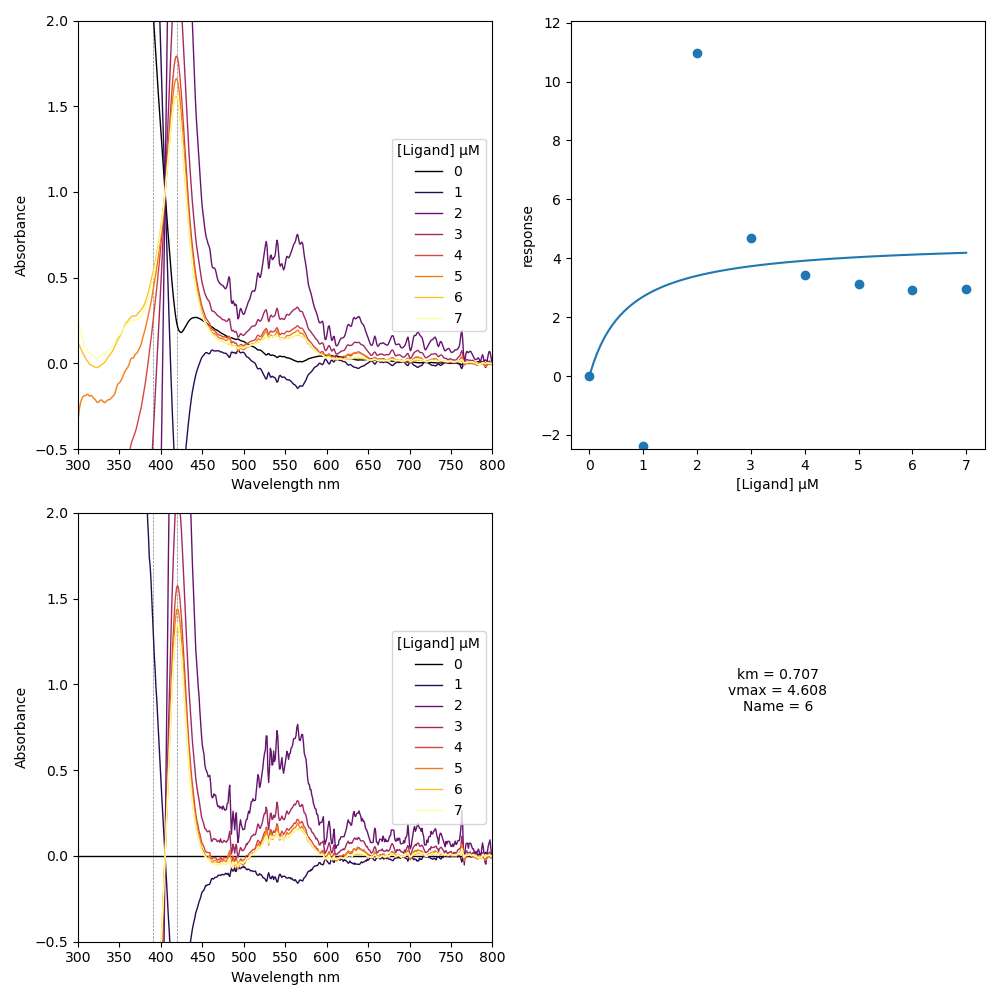 2.0
1.5
1.0
0.5
0.0
−0.5
Absorbance
[Ligand] μM
0
1
2
3
4
5
6
7
300 350 400 450 500 550 600 650 700 750 800
Wavelength nm
12
10
8
6
4
2
0
−2
response
0 1 2 3 4 5 6 7
[Ligand] μM
2.0
1.5
1.0
0.5
0.0
−0.5
Absorbance
[Ligand] μM
0
1
2
3
4
5
6
7
300 350 400 450 500 550 600 650 700 750 800
Wavelength nm
km = 0.707
vmax = 4.608
Name = 6